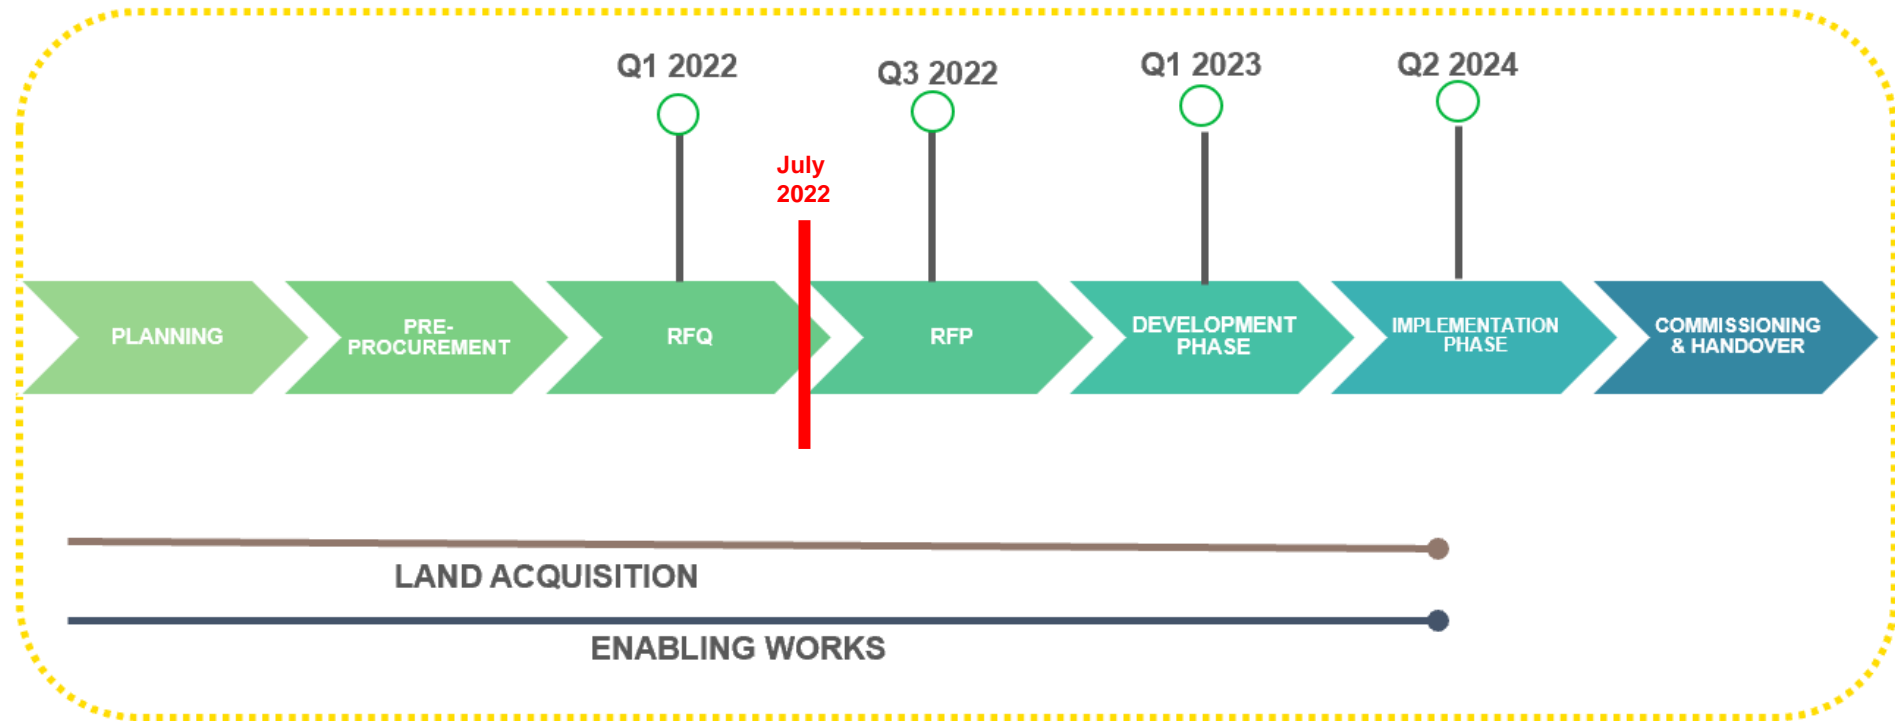 Q1 2022
Q3 2022
Q1 2023
Q2 2024
July
2022
PLANNING
PRE-
PROCUREMENT
RFQ
RFP
DEVELOPMENT
PHASE
IMPLEMENTATION
PHASE
COMMISSIONING
& HANDOVER
LAND ACQUISITION
ENABLING WORKS